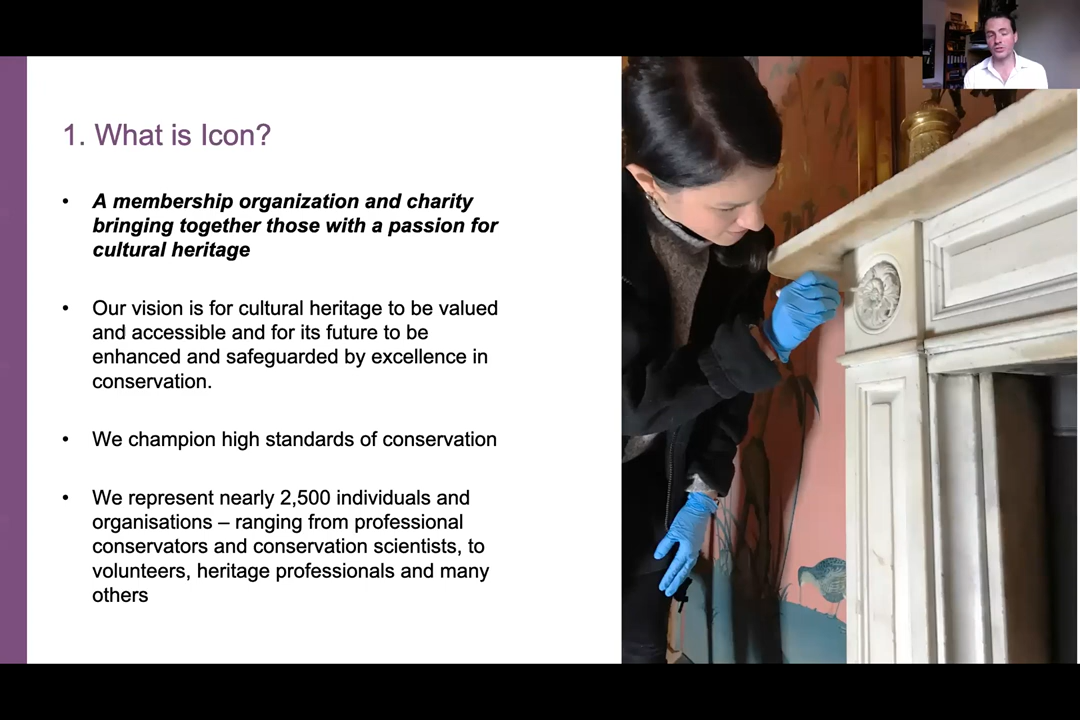 1. What is Icon?
• A membership organization and charity
bringing together those with a passion for
cultural heritage
• Our vision is for cultural heritage to be valued
and accessible and for its future to be
enhanced and safeguarded by excellence in
conservation.
• We champion high standards of conservation
• We represent nearly 2,500 individuals and
organisations – ranging from professional
conservators and conservation scientists, to
volunteers, heritage professionals and many
others